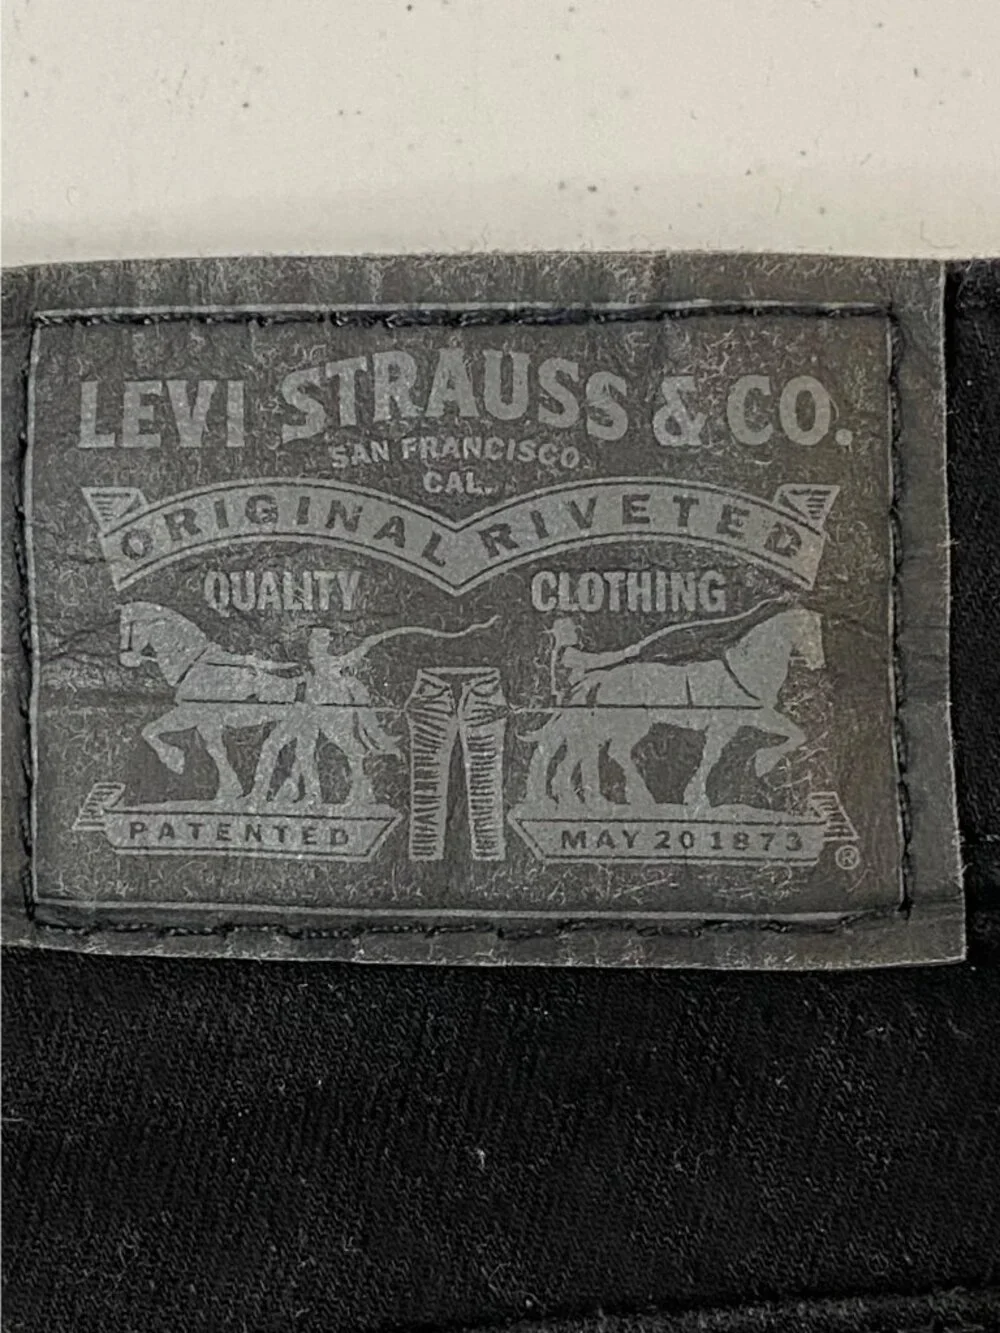 LEVI STRAUSS & CO.
SAN FRANCISCO
CAL.
ORIGINAL RIVETED
QUALITY CLOTHING
PATENTED MAY 20 1873 ®